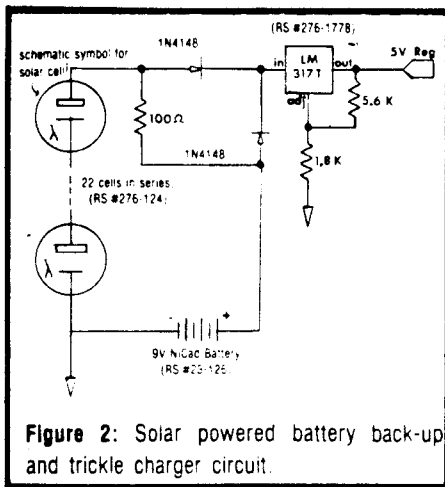 (RS #276-1778)
1N4148
schematic symbol for
solar cell
in
LM
317T
out
5V Reg
adj
5.6 K
100Ω
1N4148
1.8 K
λ
22 cells in series.
(RS #276-124)
λ
- +
9V NiCad Battery
(RS #23-126)
Figure 2: Solar powered battery back-up
and trickle charger circuit.